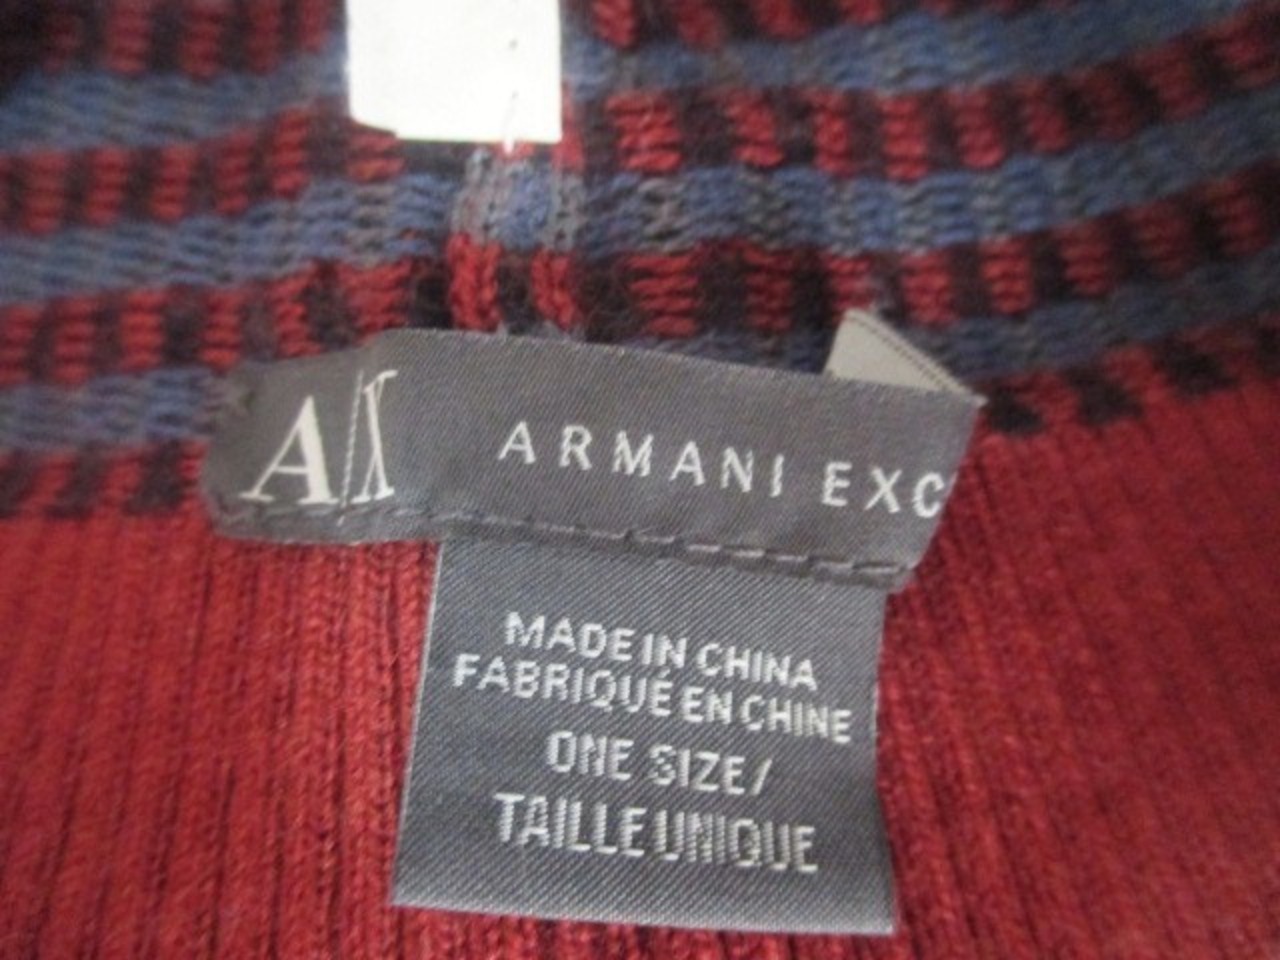 A|X ARMANI EXC
MADE IN CHINA
FABRIQUÉ EN CHINE
ONE SIZE/
TAILLE UNIQUE